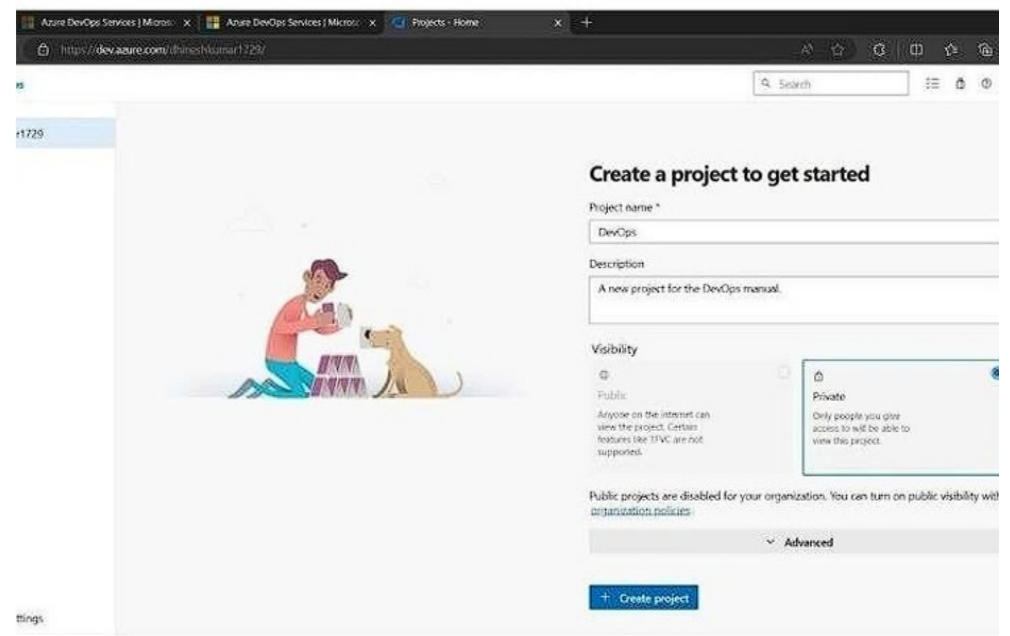 Azure DevOps Services | Micros
Azure DevOps Services | Micros
Projects - Home
https://dev.azure.com/dhineshkumar1729/
Search
r1729
Create a project to get started
Project name *
DevOps
Description
A new project for the DevOps manual.
Visibility
Public
Anyone on the internet can
view the project. Certain
features like TFVC are not
supported.
Private
Only people you give
access to will be able to
view this project.
Public projects are disabled for your organization. You can turn on public visibility with
organization policies
Advanced
+ Create project
ttings